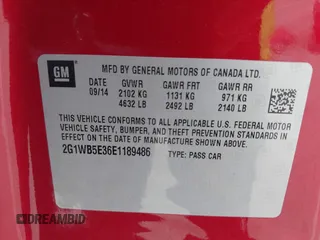 GM
MFD BY GENERAL MOTORS OF CANADA LTD.
DATE GVWR GAWR FRT GAWR RR
09/14 2102 KG 1131 KG 971 KG
4632 LB 2492 LB 2140 LB
THIS VEHICLE CONFORMS TO ALL APPLICABLE U.S. FEDERAL MOTOR
VEHICLE SAFETY, BUMPER, AND THEFT PREVENTION STANDARDS IN
EFFECT ON THE DATE OF MANUFACTURE SHOWN ABOVE.
2G1WB5E36E1189486 TYPE: PASS CAR
DREAMBID